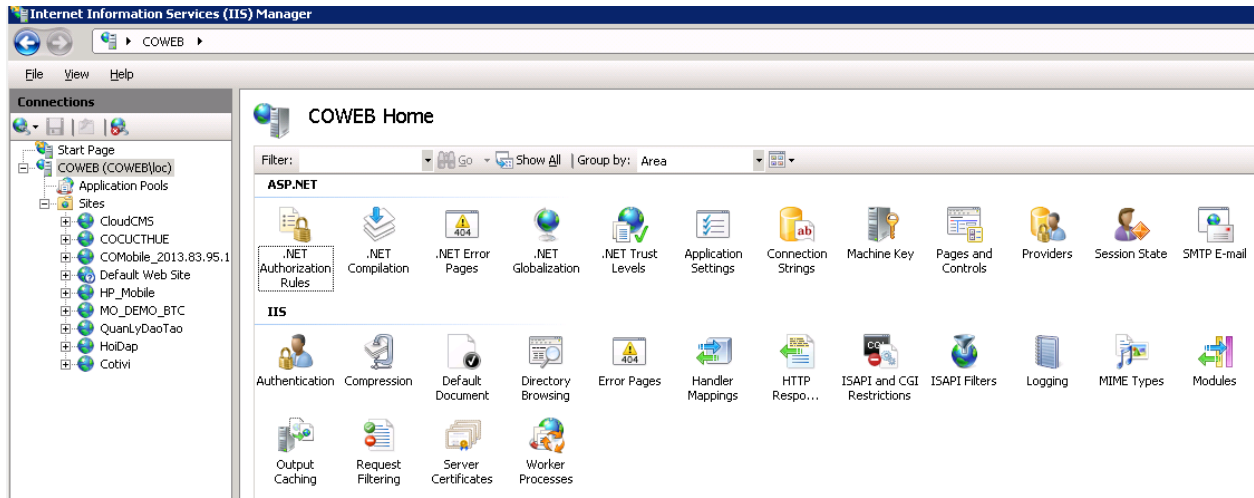 Internet Information Services (IIS) Manager
COWEB
File View Help
Connections
COWEB Home
Start Page
COWEB (COWEB\loc)
Application Pools
Sites
CloudCMS
COCUCTHUE
COMobile_2013.83.95.1
Default Web Site
HP_Mobile
MO_DEMO_BTC
QuanLyDaoTao
HoiDap
Cotivi
Filter: Go Show All Group by: Area
ASP.NET
.NET Authorization Rules
.NET Compilation
404
.NET Error Pages
.NET Globalization
.NET Trust Levels
Application Settings
ab
Connection Strings
Machine Key
Pages and Controls
Providers
Session State
SMTP E-mail
IIS
Authentication
Compression
Default Document
Directory Browsing
404
Error Pages
Handler Mappings
HTTP Respo...
ISAPI and CGI Restrictions
ISAPI Filters
Logging
MIME Types
Modules
Output Caching
Request Filtering
Server Certificates
Worker Processes